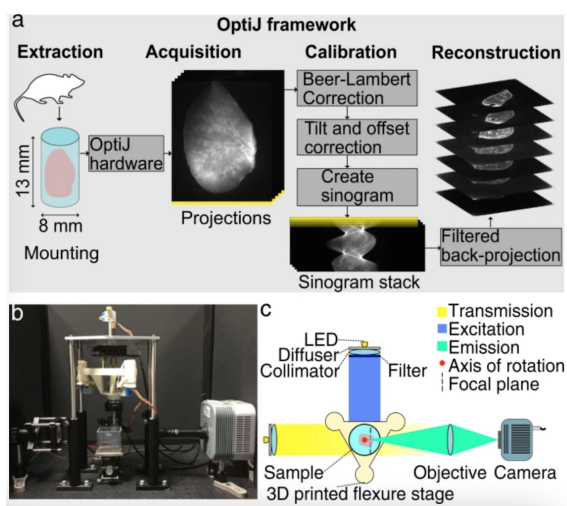 a
OptiJ framework
Extraction
Acquisition
Calibration
Reconstruction
Beer-Lambert
Correction
OptiJ
hardware
Tilt and offset
correction
13 mm
Create
sinogram
8 mm
Projections
Mounting
Filtered
back-projection
Sinogram stack
b
c
LED
Diffuser
Collimator
Filter
Transmission
Excitation
Emission
Axis of rotation
Focal plane
Sample
Objective
Camera
3D printed flexure stage